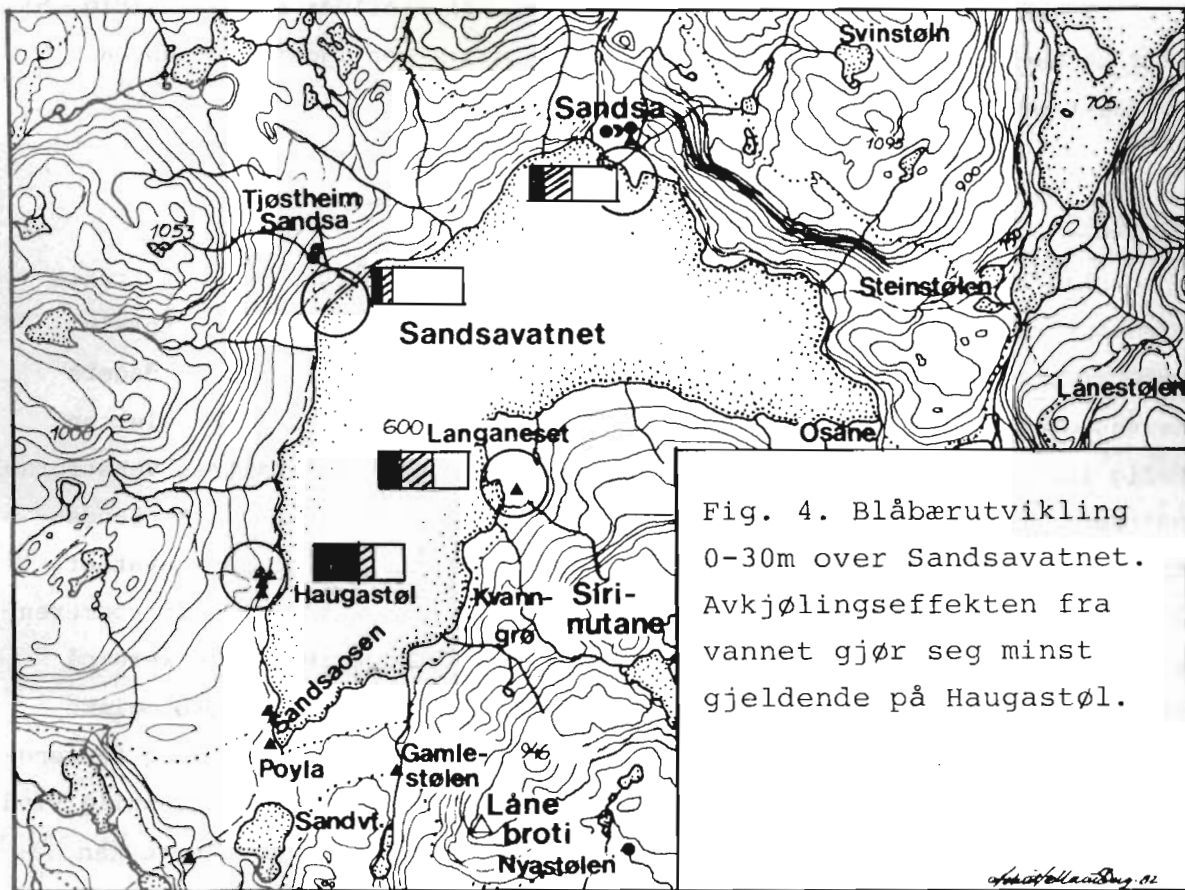 Svinstøln
705
Sandsa
1095
900
Tjøstheim
Sandsa
1053
Steinstølen
Sandsavatnet
Lånestølen
600
Langaneset
Osåne
1000
Haugastøl
Kvann-
grø
Siri-
nutane
Sandsaosen
Poyla
Gamle-
stølen
946
Sandvt.
Låne
broti
Nyastølen
Fig. 4. Blåbærutvikling
0-30m over Sandsavatnet.
Avkjølingseffekten fra
vannet gjør seg minst
gjeldende på Haugastøl.